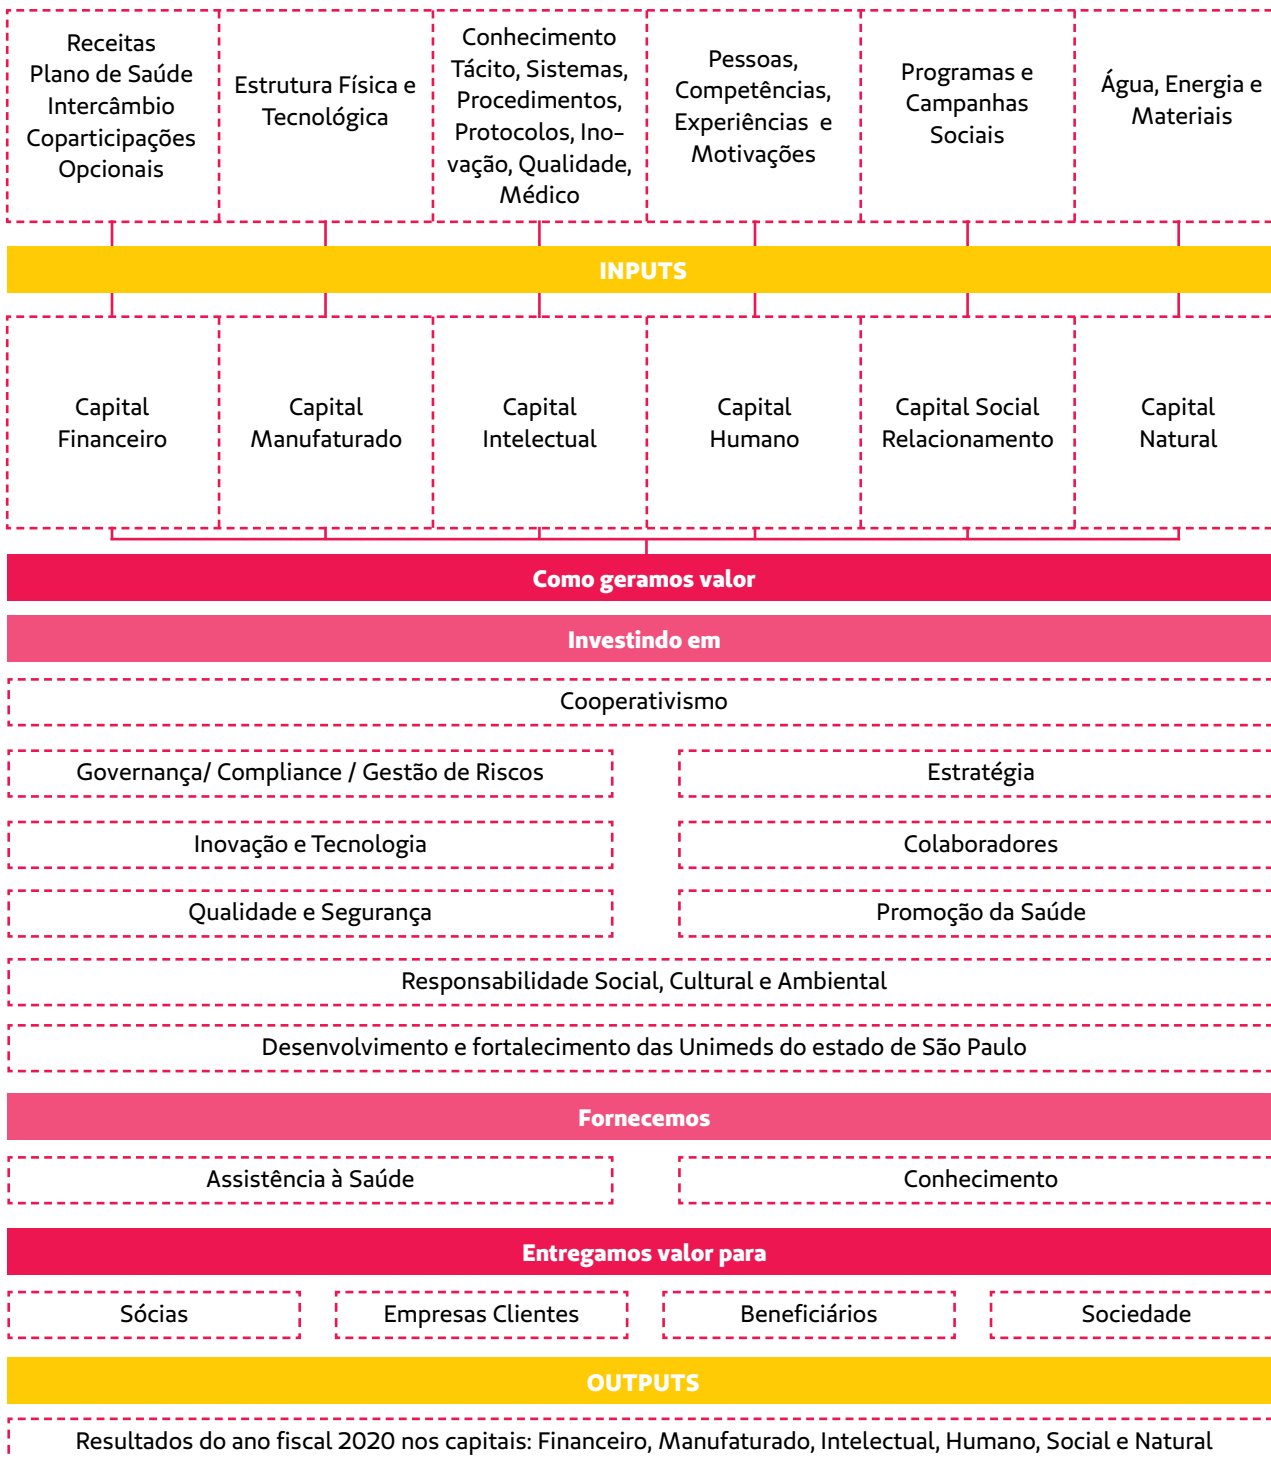 Receitas
Plano de Saúde
Intercâmbio
Coparticipações
Opcionais
Estrutura Física e
Tecnológica
Conhecimento
Tácito, Sistemas,
Procedimentos,
Protocolos, Ino-
vação, Qualidade,
Médico
Pessoas,
Competências,
Experiências e
Motivações
Programas e
Campanhas
Sociais
Água, Energia e
Materiais
INPUTS
Capital
Financeiro
Capital
Manufaturado
Capital
Intelectual
Capital
Humano
Capital Social
Relacionamento
Capital
Natural
Como geramos valor
Investindo em
Cooperativismo
Governança/ Compliance / Gestão de Riscos
Estratégia
Inovação e Tecnologia
Colaboradores
Qualidade e Segurança
Promoção da Saúde
Responsabilidade Social, Cultural e Ambiental
Desenvolvimento e fortalecimento das Unimeds do estado de São Paulo
Fornecemos
Assistência à Saúde
Conhecimento
Entregamos valor para
Sócias
Empresas Clientes
Beneficiários
Sociedade
OUTPUTS
Resultados do ano fiscal 2020 nos capitais: Financeiro, Manufaturado, Intelectual, Humano, Social e Natural